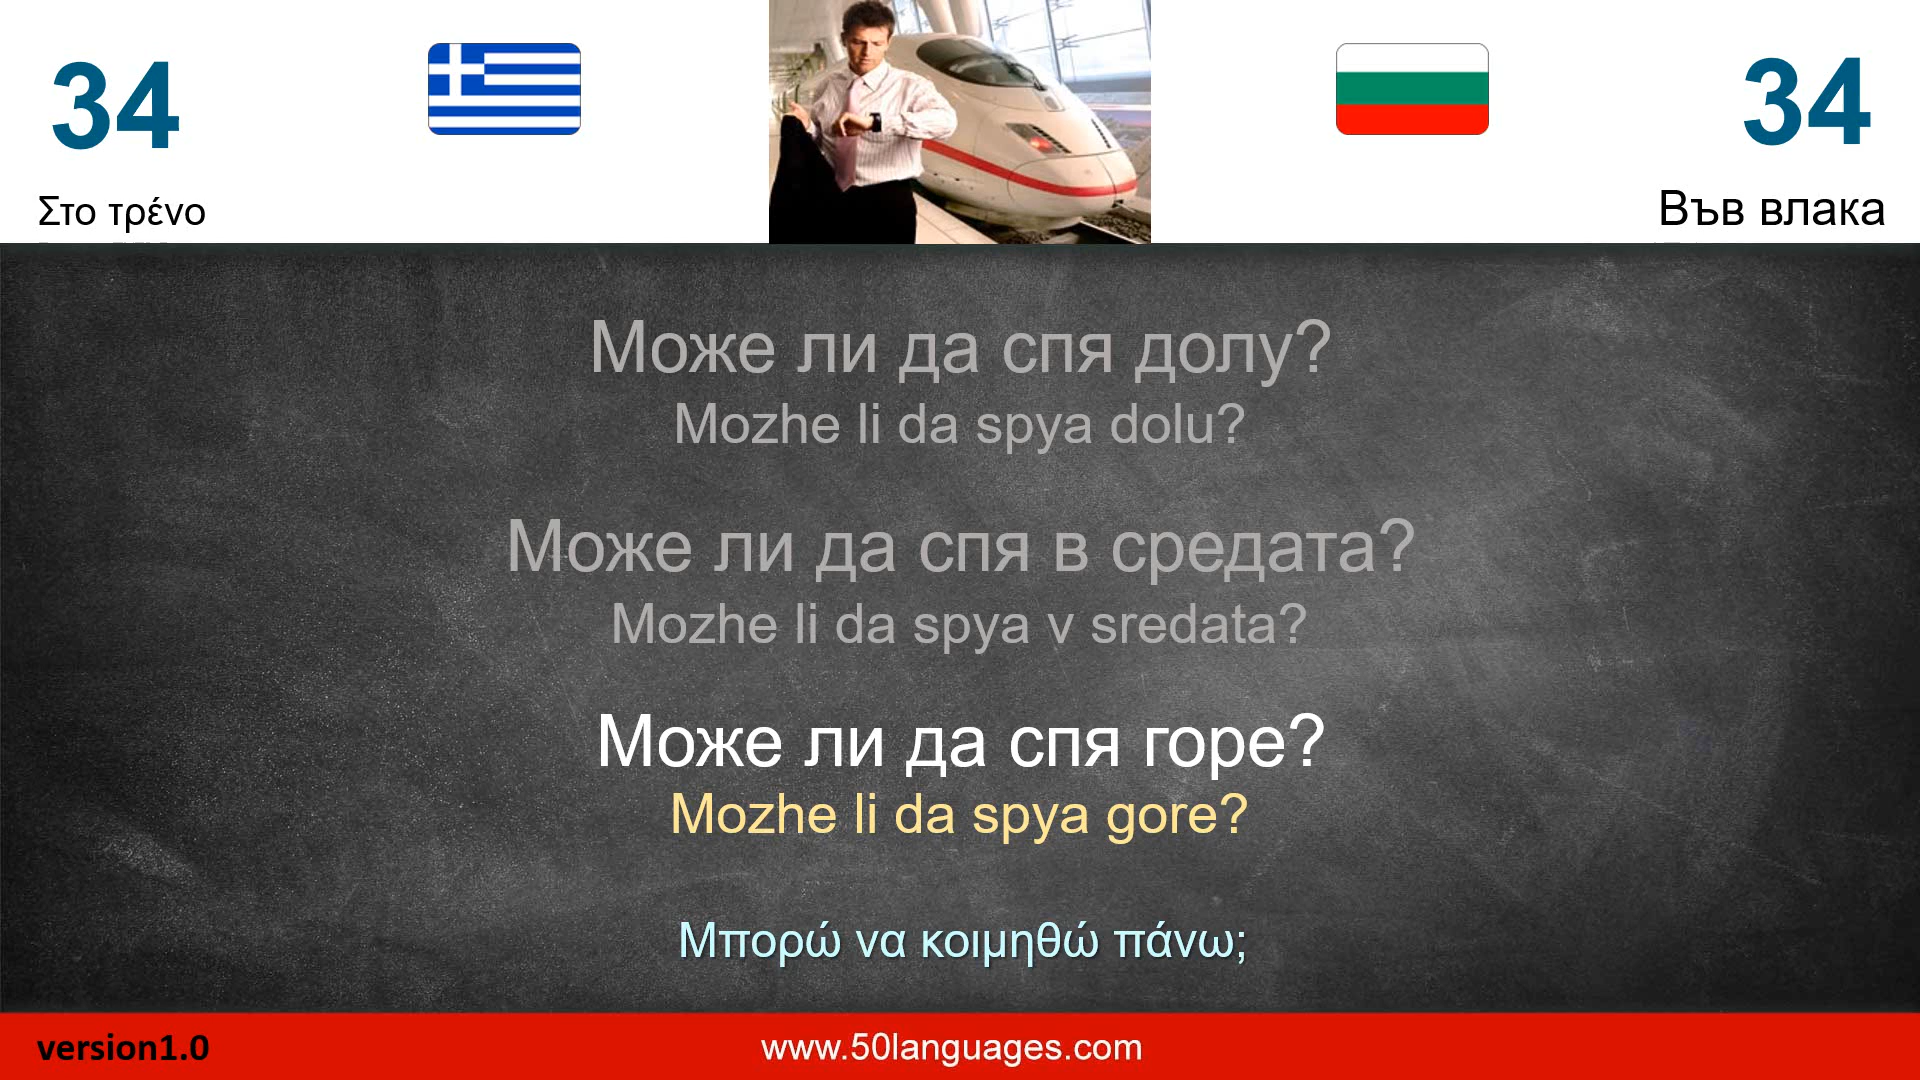 34
34
Στο τρένο
Във влака
Може ли да спя долу?
Mozhe li da spya dolu?
Може ли да спя в средата?
Mozhe li da spya v sredata?
Може ли да спя горе?
Mozhe li da spya gore?
Μπορώ να κοιμηθώ πάνω;
version1.0
www.50languages.com